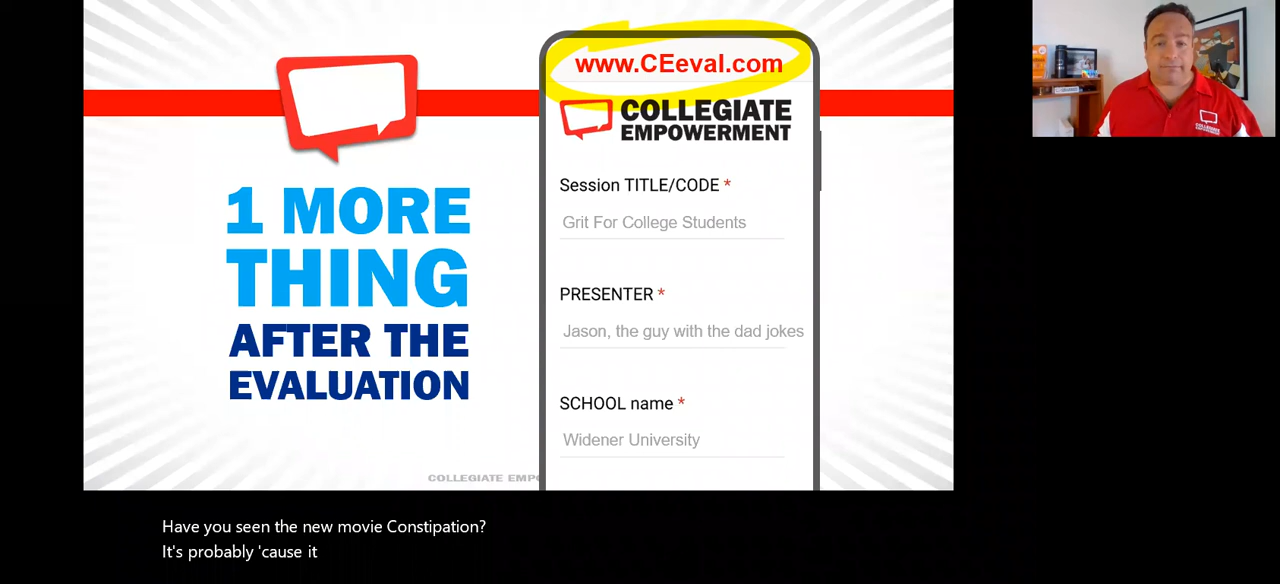 www.CEeval.com
COLLEGIATE
EMPOWERMENT
1 MORE
THING
AFTER THE
EVALUATION
Session TITLE/CODE *
Grit For College Students
PRESENTER *
Jason, the guy with the dad jokes
SCHOOL name *
Widener University
COLLEGIATE EMPO
COLLEGIATE
EMPOWERMENT
Have you seen the new movie Constipation?
It's probably 'cause it